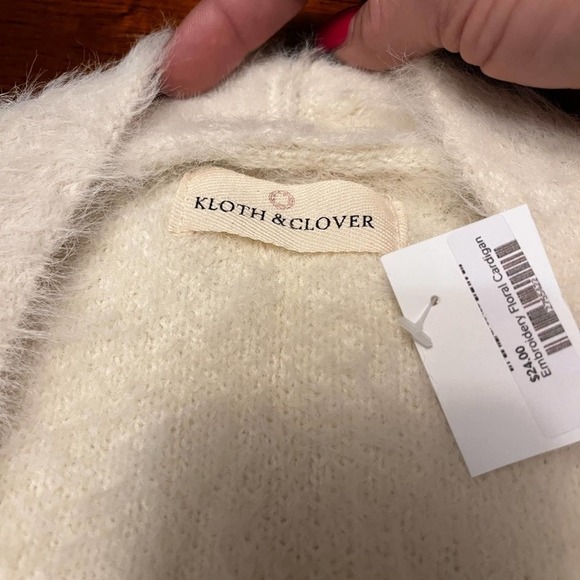 KLOTH & CLOVER
Embroidery Floral Cardigan
$24.00